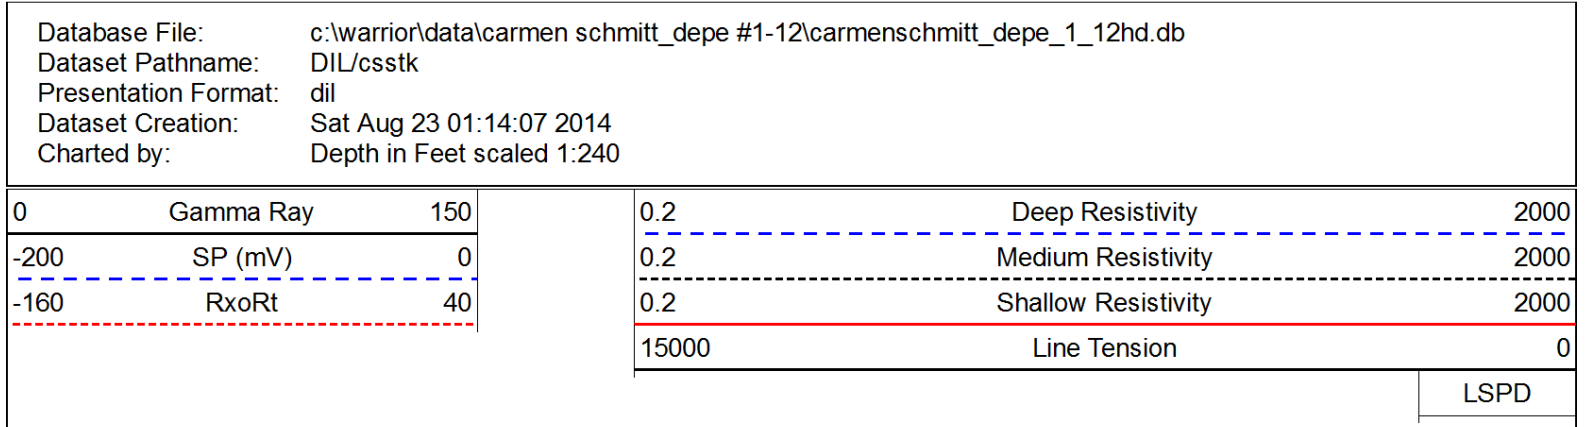 Database File: c:\warrior\data\carmen schmitt_depe #1-12\carmenschmitt_depe_1_12hd.db
Dataset Pathname: DIL/csstk
Presentation Format: dil
Dataset Creation: Sat Aug 23 01:14:07 2014
Charted by: Depth in Feet scaled 1:240
0 Gamma Ray 150 0.2 Deep Resistivity 2000
-200 SP (mV) 0 0.2 Medium Resistivity 2000
-160 RxoRt 40 0.2 Shallow Resistivity 2000
15000 Line Tension 0
LSPD